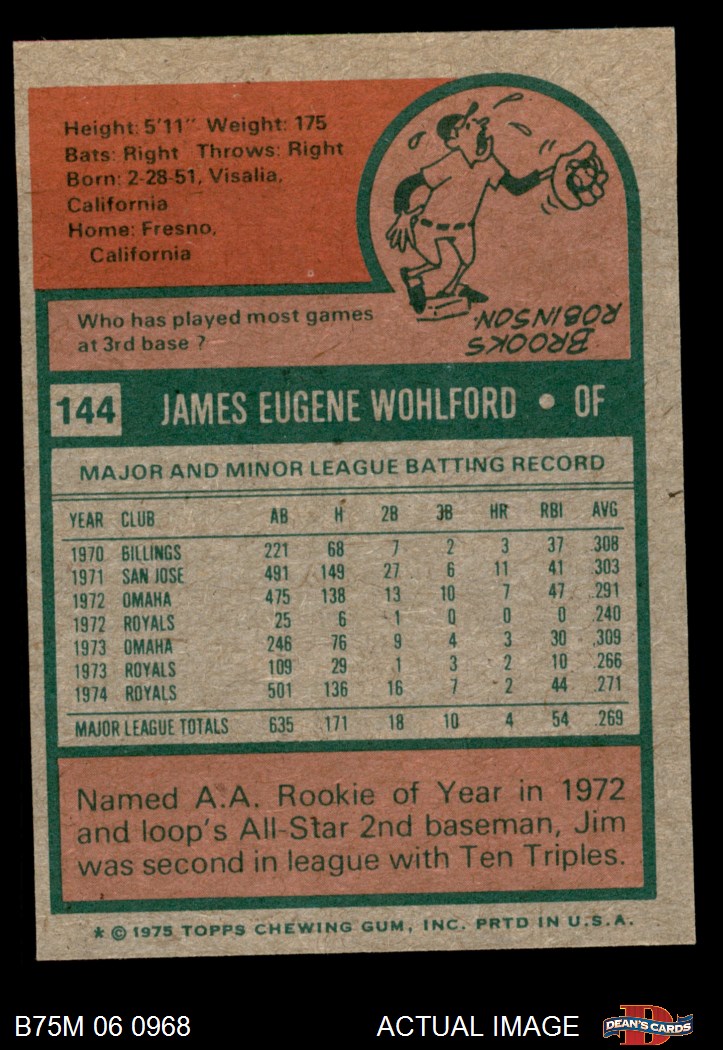 Height: 5'11" Weight: 175
Bats: Right Throws: Right
Born: 2-28-51, Visalia,
California
Home: Fresno,
California
Who has played most games
at 3rd base ?
BROOKS
ROBINSON.
144 JAMES EUGENE WOHLFORD • OF
MAJOR AND MINOR LEAGUE BATTING RECORD
YEAR CLUB AB H 2B 3B HR RBI AVG
1970 BILLINGS 221 68 7 2 3 37 .308
1971 SAN JOSE 491 149 27 6 11 41 .303
1972 OMAHA 475 138 13 10 7 47 .291
1972 ROYALS 25 6 1 0 0 0 .240
1973 OMAHA 246 76 9 4 3 30 .309
1973 ROYALS 109 29 1 3 2 10 .266
1974 ROYALS 501 136 16 7 2 44 .271
MAJOR LEAGUE TOTALS 635 171 18 10 4 54 .269
Named A.A. Rookie of Year in 1972
and loop's All-Star 2nd baseman, Jim
was second in league with Ten Triples.
* © 1975 TOPPS CHEWING GUM, INC. PRTD IN U.S.A.
B75M 06 0968 ACTUAL IMAGE D DEAN'S CARDS